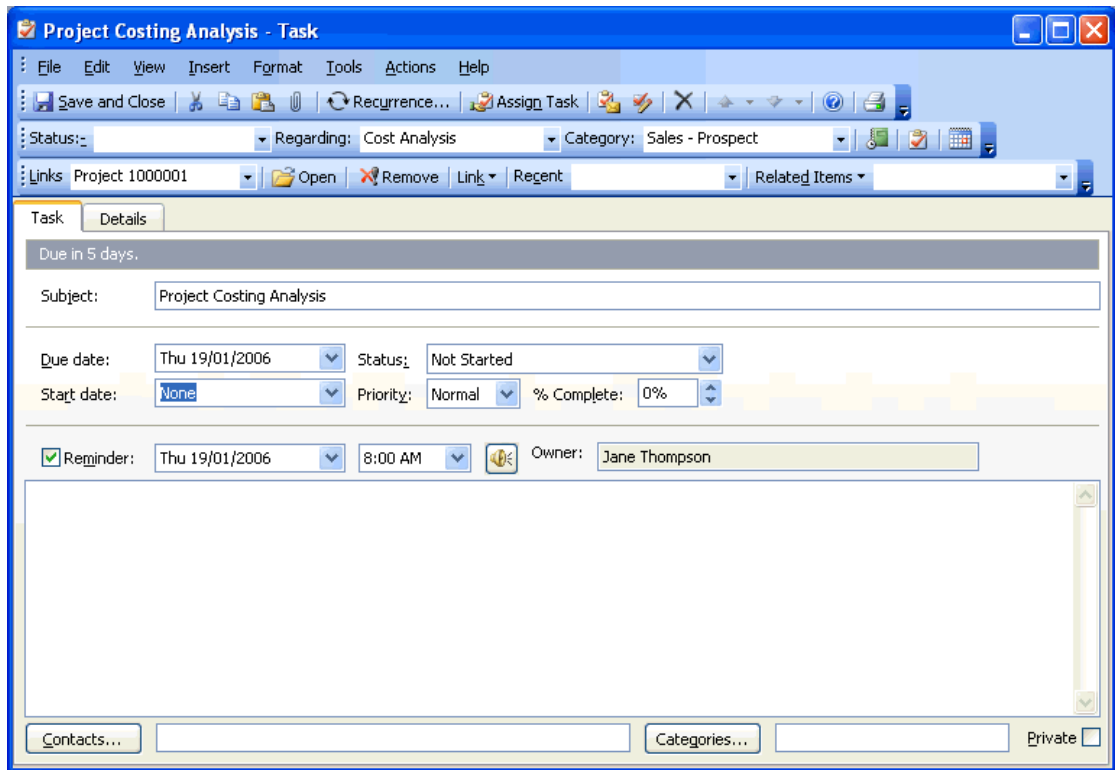 Project Costing Analysis - Task
File Edit View Insert Format Tools Actions Help
Save and Close Recurrence... Assign Task
Status:- Regarding: Cost Analysis Category: Sales - Prospect
Links Project 1000001 Open Remove Link Recent Related Items
Task Details
Due in 5 days.
Subject: Project Costing Analysis
Due date: Thu 19/01/2006 Status: Not Started
Start date: None Priority: Normal % Complete: 0%
Reminder: Thu 19/01/2006 8:00 AM Owner: Jane Thompson
Contacts... Categories... Private